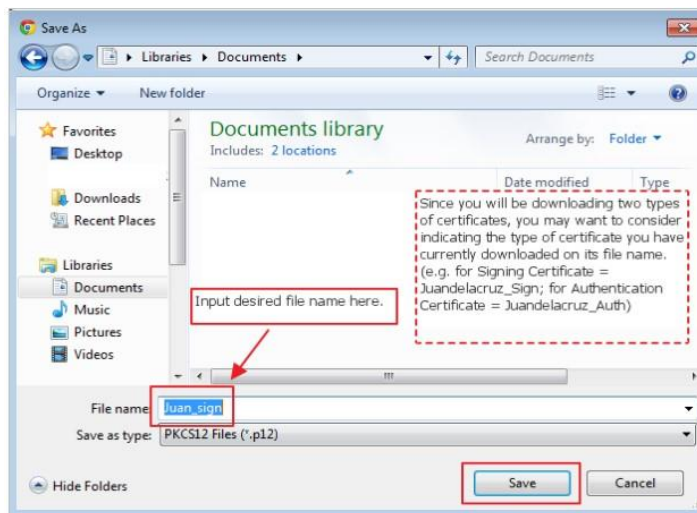 Save As
Libraries Documents
Search Documents
Organize New folder
Favorites
Desktop
Downloads
Recent Places
Libraries
Documents
Music
Pictures
Videos
Documents library
Includes: 2 locations
Arrange by: Folder
Name Date modified Type
Since you will be downloading two types
of certificates, you may want to consider
indicating the type of certificate you have
currently downloaded on its file name.
(e.g. for Signing Certificate =
Juandelacruz_Sign; for Authentication
Certificate = Juandelacruz_Auth)
Input desired file name here.
File name: Juan_sign
Save as type: PKCS12 Files (*.p12)
Hide Folders
Save Cancel